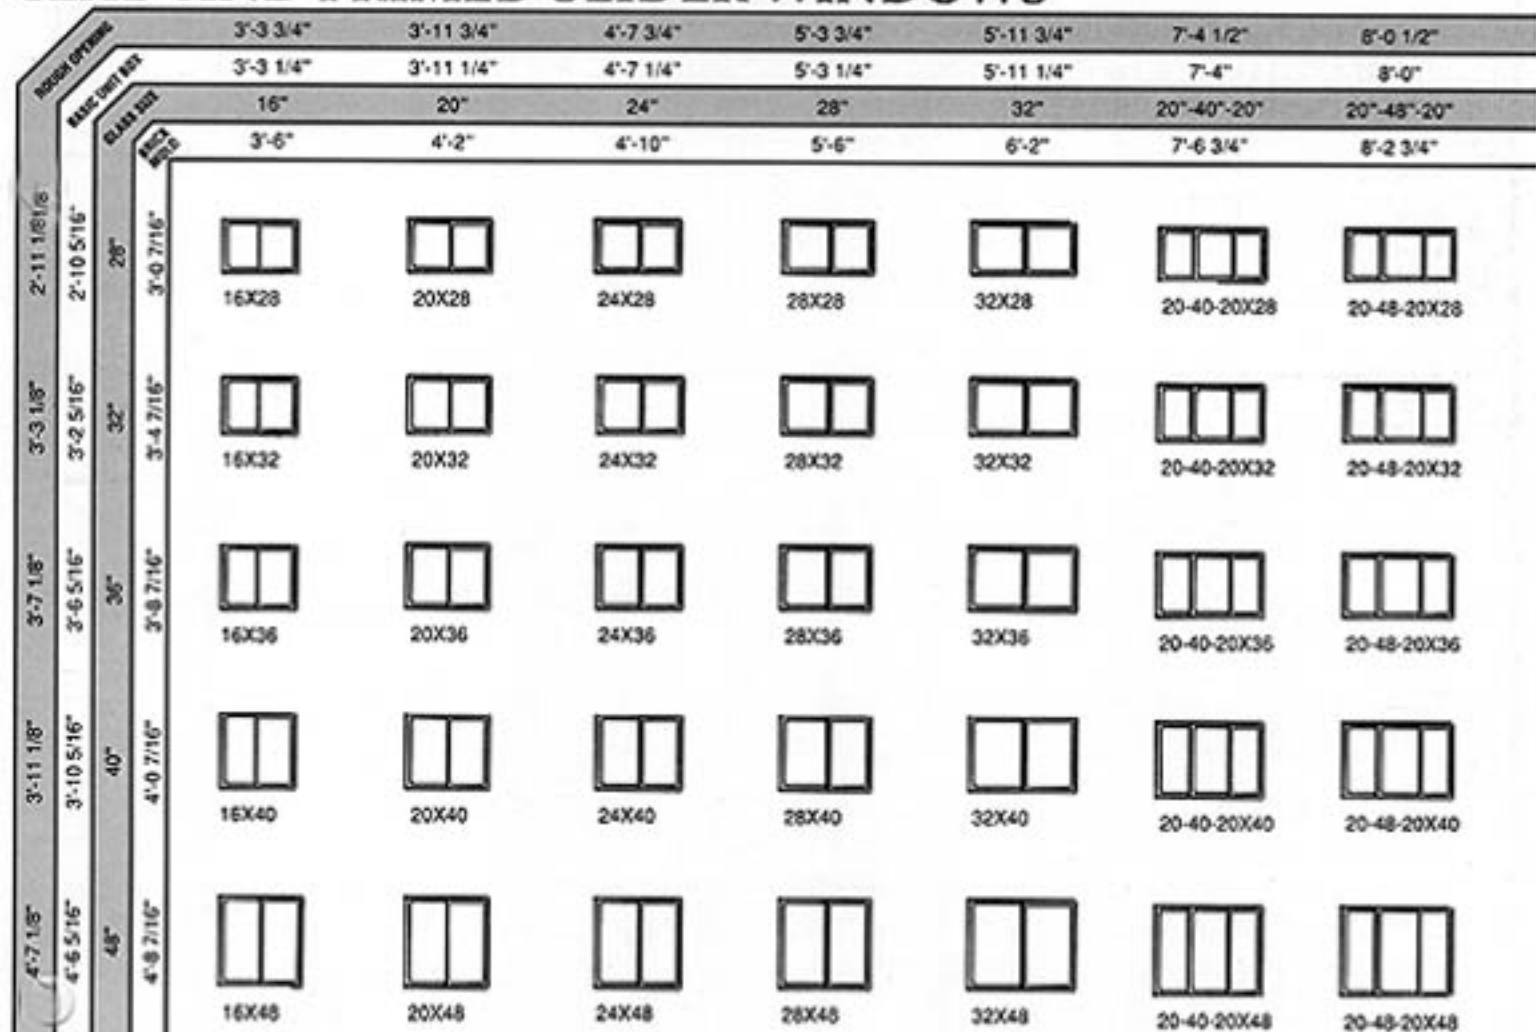 SLIDER WINDOWS
ROUGH OPENING 3'-3 3/4" 3'-11 3/4" 4'-7 3/4" 5'-3 3/4" 5'-11 3/4" 7'-4 1/2" 8'-0 1/2"
BASIC UNIT BOX 3'-3 1/4" 3'-11 1/4" 4'-7 1/4" 5'-3 1/4" 5'-11 1/4" 7'-4" 8'-0"
GLASS SIZE 16" 20" 24" 28" 32" 20"-40"-20" 20"-48"-20"
BRICK MOLD 3'-6" 4'-2" 4'-10" 5'-6" 6'-2" 7'-6 3/4" 8'-2 3/4"
2'-11 1/81/8" 2'-10 5/16" 28" 3'-0 7/16"
16X28 20X28 24X28 28X28 32X28 20-40-20X28 20-48-20X28
3'-3 1/8" 3'-2 5/16" 32" 3'-4 7/16"
16X32 20X32 24X32 28X32 32X32 20-40-20X32 20-48-20X32
3'-7 1/8" 3'-6 5/16" 36" 3'-8 7/16"
16X36 20X36 24X36 28X36 32X36 20-40-20X36 20-48-20X36
3'-11 1/8" 3'-10 5/16" 40" 4'-0 7/16"
16X40 20X40 24X40 28X40 32X40 20-40-20X40 20-48-20X40
4'-7 1/8" 4'-6 5/16" 48" 4'-8 7/16"
16X48 20X48 24X48 28X48 32X48 20-40-20X48 20-48-20X48